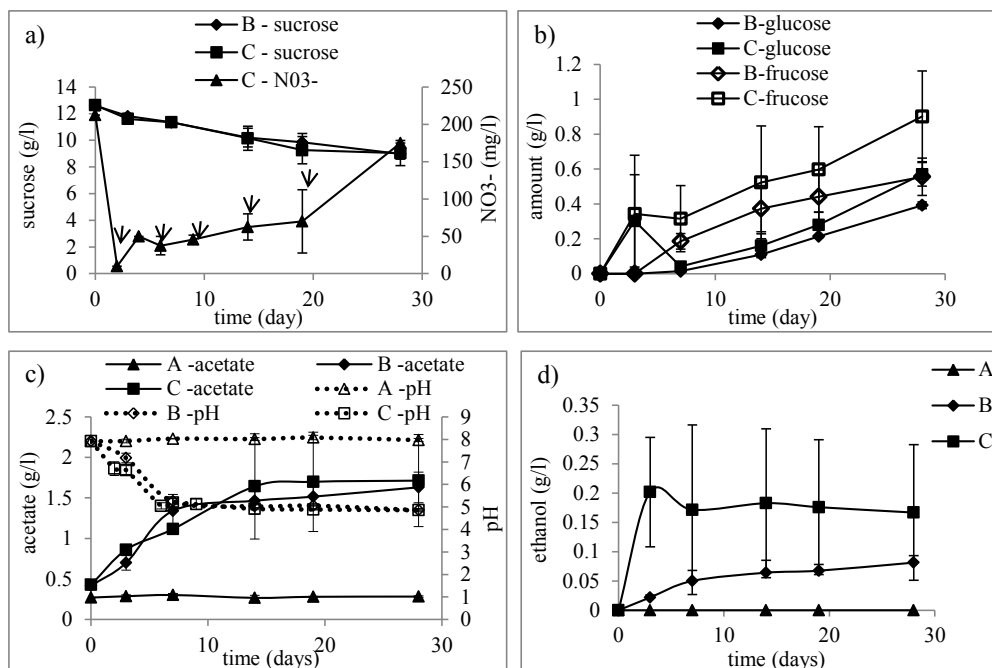 a)
B - sucrose
C - sucrose
C - N03-
14
12
10
8
6
4
2
0
sucrose (g/l)
250
200
150
100
50
0
NO3- (mg/l)
0 10 20 30
time (day)
b)
B-glucose
C-glucose
B-frucose
C-frucose
1.2
1
0.8
0.6
0.4
0.2
0
amount (g/l)
0 10 20 30
time (day)
c)
A -acetate B -acetate
C -acetate A -pH
B -pH C -pH
2.5
2
1.5
1
0.5
0
acetate (g/l)
9
8
7
6
5
4
3
2
1
0
pH
0 10 20 30
time (days)
d)
A
B
C
0.35
0.3
0.25
0.2
0.15
0.1
0.05
0
ethanol (g/l)
0 10 20 30
time (days)